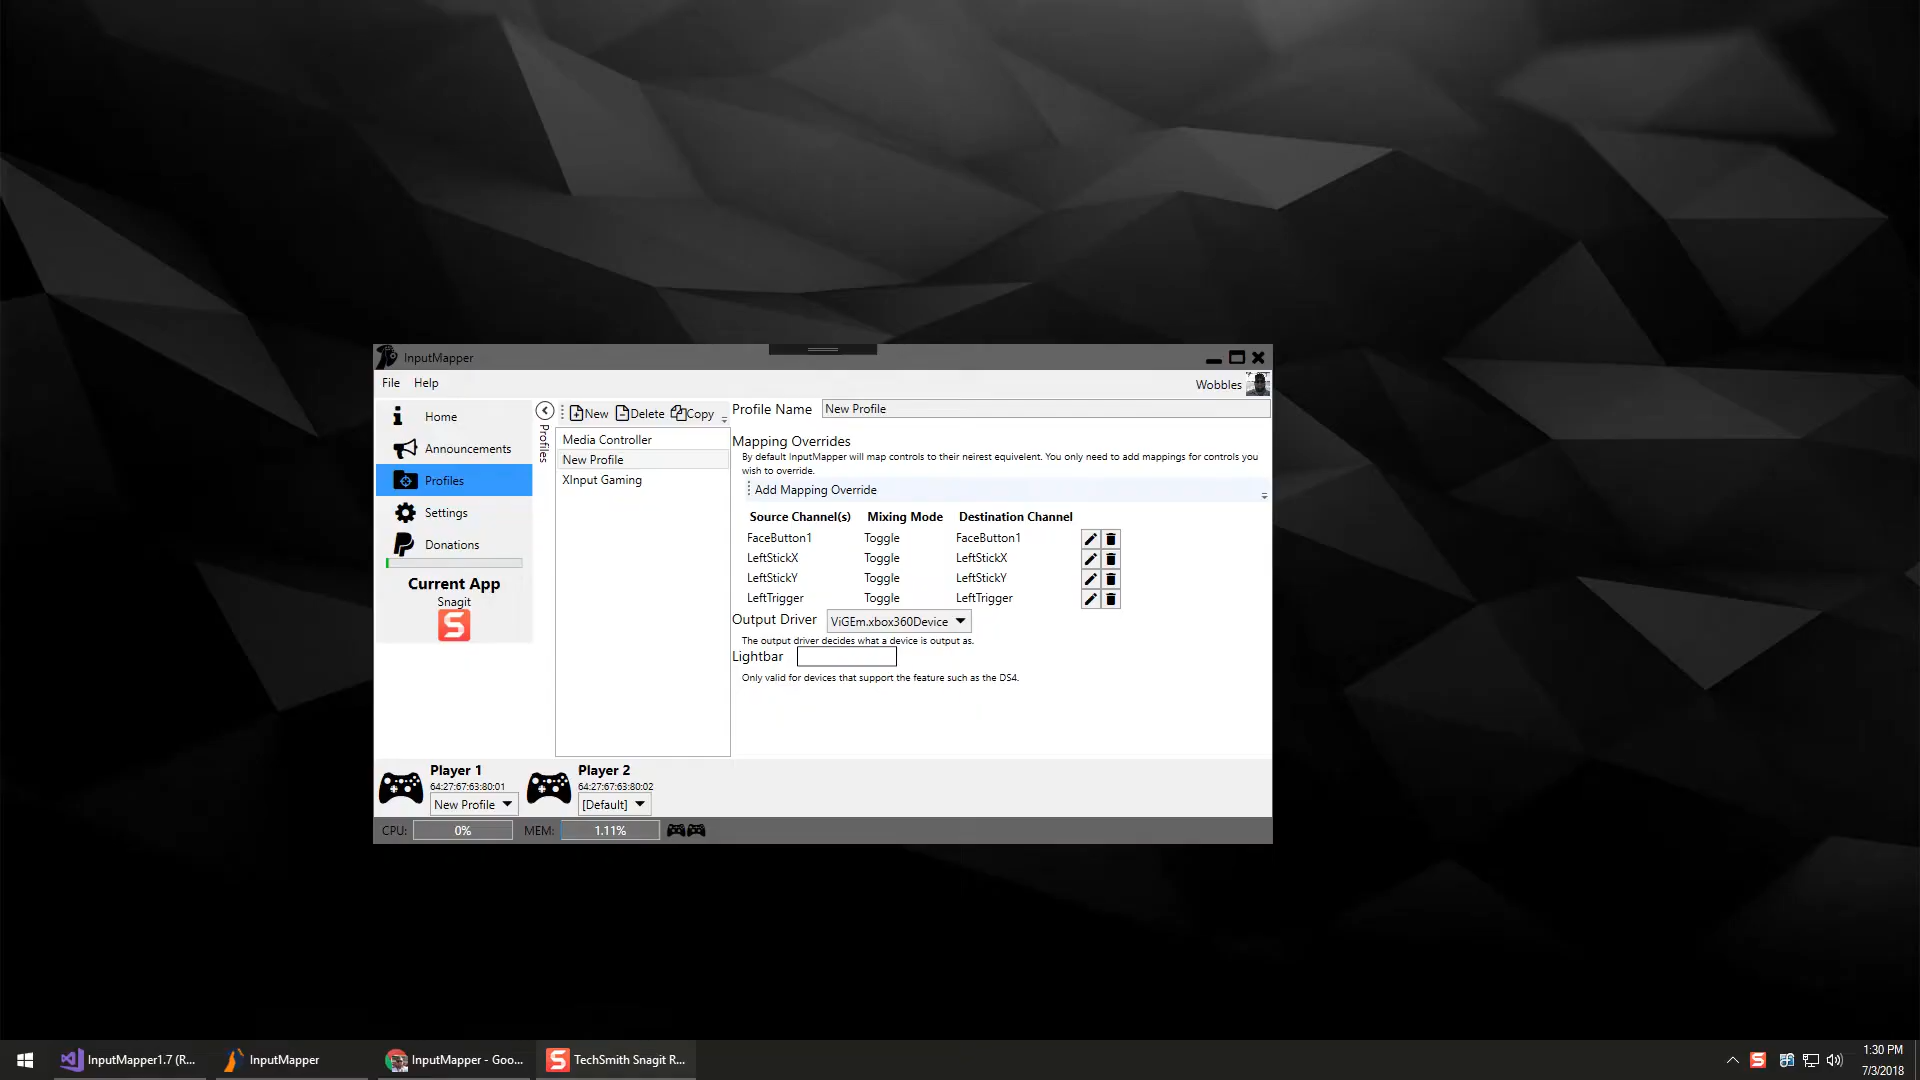 InputMapper
File Help
Wobbles
Home
Announcements
Profiles
Settings
Donations
Current App
Snagit
S
Profiles
New Delete Copy
Media Controller
New Profile
XInput Gaming
Profile Name New Profile
Mapping Overrides
By default InputMapper will map controls to their neirest equivelent. You only need to add mappings for controls you
wish to override.
Add Mapping Override
Source Channel(s) Mixing Mode Destination Channel
FaceButton1 Toggle FaceButton1
LeftStickX Toggle LeftStickX
LeftStickY Toggle LeftStickY
LeftTrigger Toggle LeftTrigger
Output Driver ViGEm.xbox360Device
The output driver decides what a device is output as.
Lightbar
Only valid for devices that support the feature such as the DS4.
Player 1
64:27:67:63:80:01
New Profile
Player 2
64:27:67:63:80:02
[Default]
CPU: 0% MEM: 1.11%
InputMapper1.7 (R...
InputMapper
InputMapper - Goo...
S TechSmith Snagit R...
S
1:30 PM
7/3/2018